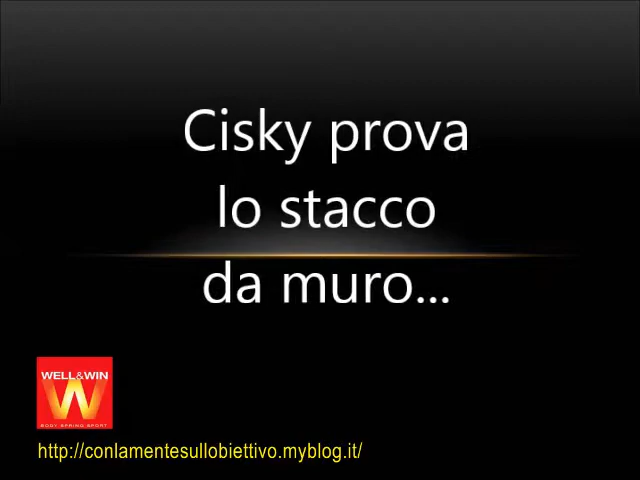 Cisky prova
lo stacco
da muro...
WELL&WIN
W
BODY SPRING SPORT
http://conlamentesullobiettivo.myblog.it/